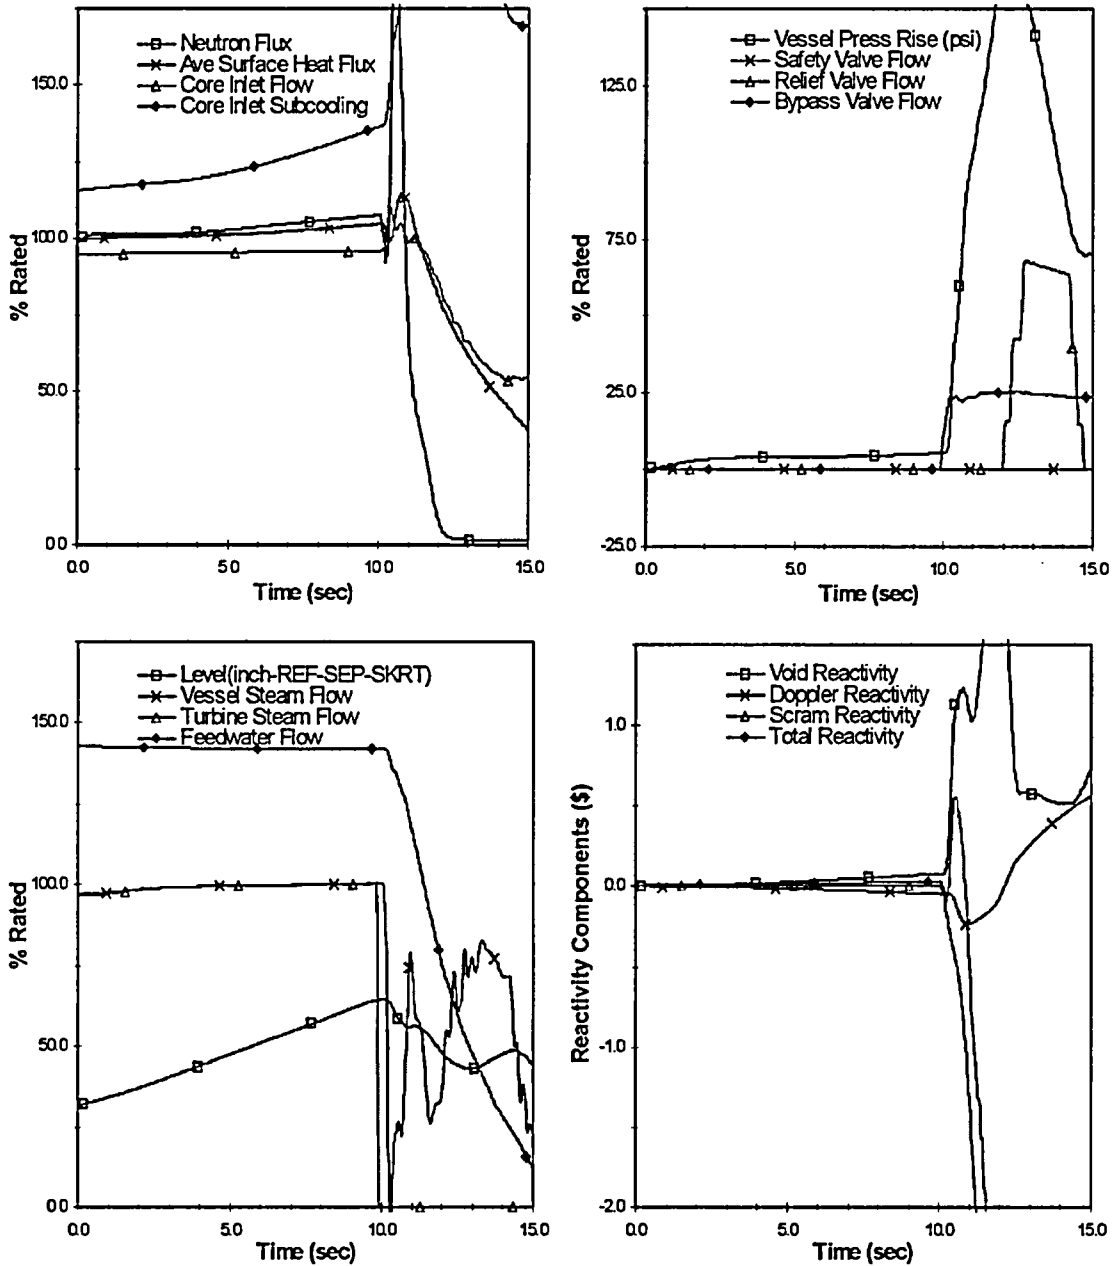 Neutron Flux
Ave Surface Heat Flux
Core Inlet Flow
Core Inlet Subcoding
150.0
100.0
50.0
0.0
% Rated
0.0 5.0 10.0 15.0
Time (sec)
Vessel Press Rise (psi)
Safety Valve Flow
Relief Valve Flow
Bypass Valve Flow
125.0
75.0
25.0
-25.0
% Rated
0.0 5.0 10.0 15.0
Time (sec)
Level(inch-REF-SEP-SKRT)
Vessel Steam Flow
Turbine Steam Flow
Feedwater Flow
150.0
100.0
50.0
0.0
% Rated
0.0 5.0 10.0 15.0
Time (sec)
Void Reactivity
Doppler Reactivity
Scram Reactivity
Total Reactivity
1.0
0.0
-1.0
-2.0
Reactivity Components ($)
0.0 5.0 10.0 15.0
Time (sec)